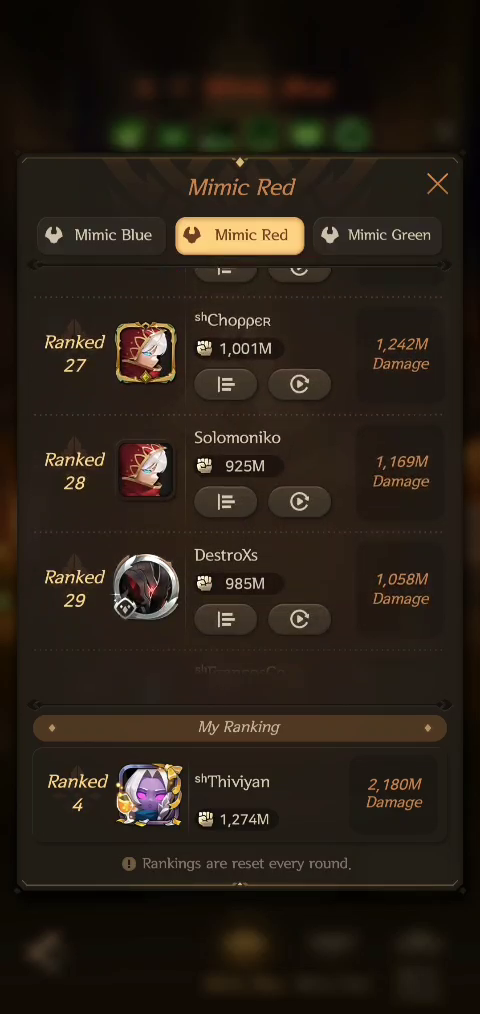 Mimic Red
Mimic Blue
Mimic Red
Mimic Green
Ranked
27
ˢʰChoppᴇʀ
1,001M
1,242M
Damage
Ranked
28
Solomoniko
925M
1,169M
Damage
Ranked
29
DestroXs
985M
1,058M
Damage
My Ranking
Ranked
4
ˢʰThiviyan
1,274M
2,180M
Damage
Rankings are reset every round.